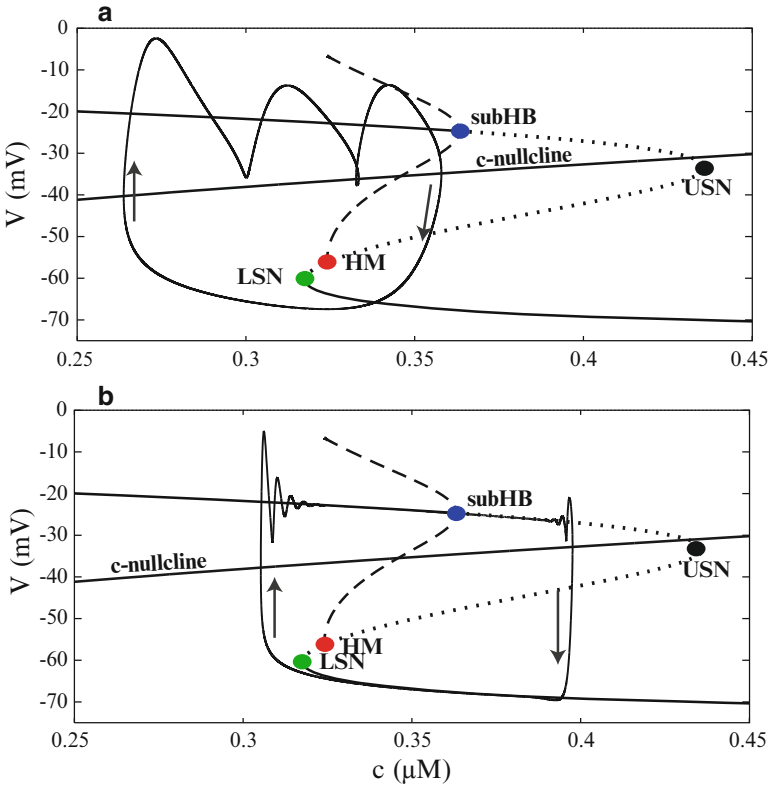 a
0
-10
-20
-30
-40
-50
-60
-70
V (mV)
subHB
c-nullcline
USN
HM
LSN
0.25
0.3
0.35
0.4
0.45
b
0
-10
-20
-30
-40
-50
-60
-70
V (mV)
subHB
c-nullcline
USN
HM
LSN
0.25
0.3
0.35
0.4
0.45
c (μM)